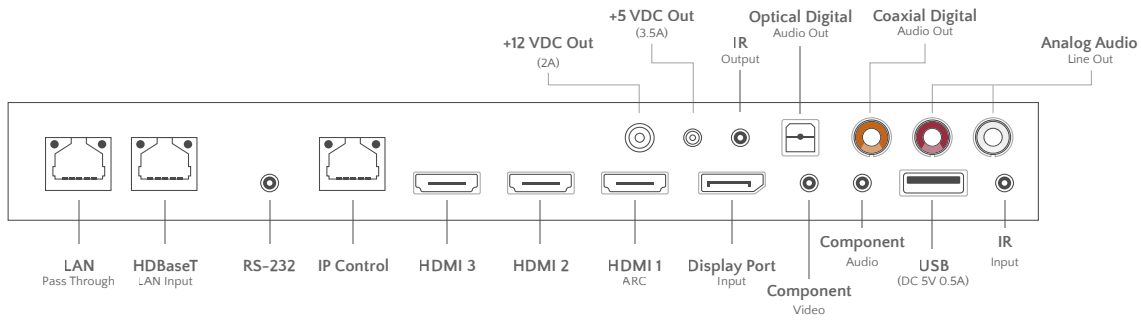 +12 VDC Out
(2A)
+5 VDC Out
(3.5A)
IR
Output
Optical Digital
Audio Out
Coaxial Digital
Audio Out
Analog Audio
Line Out
LAN
Pass Through
HDBaseT
LAN Input
RS-232
IP Control
HDMI 3
HDMI 2
HDMI 1
ARC
Display Port
Input
Component
Video
Component
Audio
USB
(DC 5V 0.5A)
IR
Input